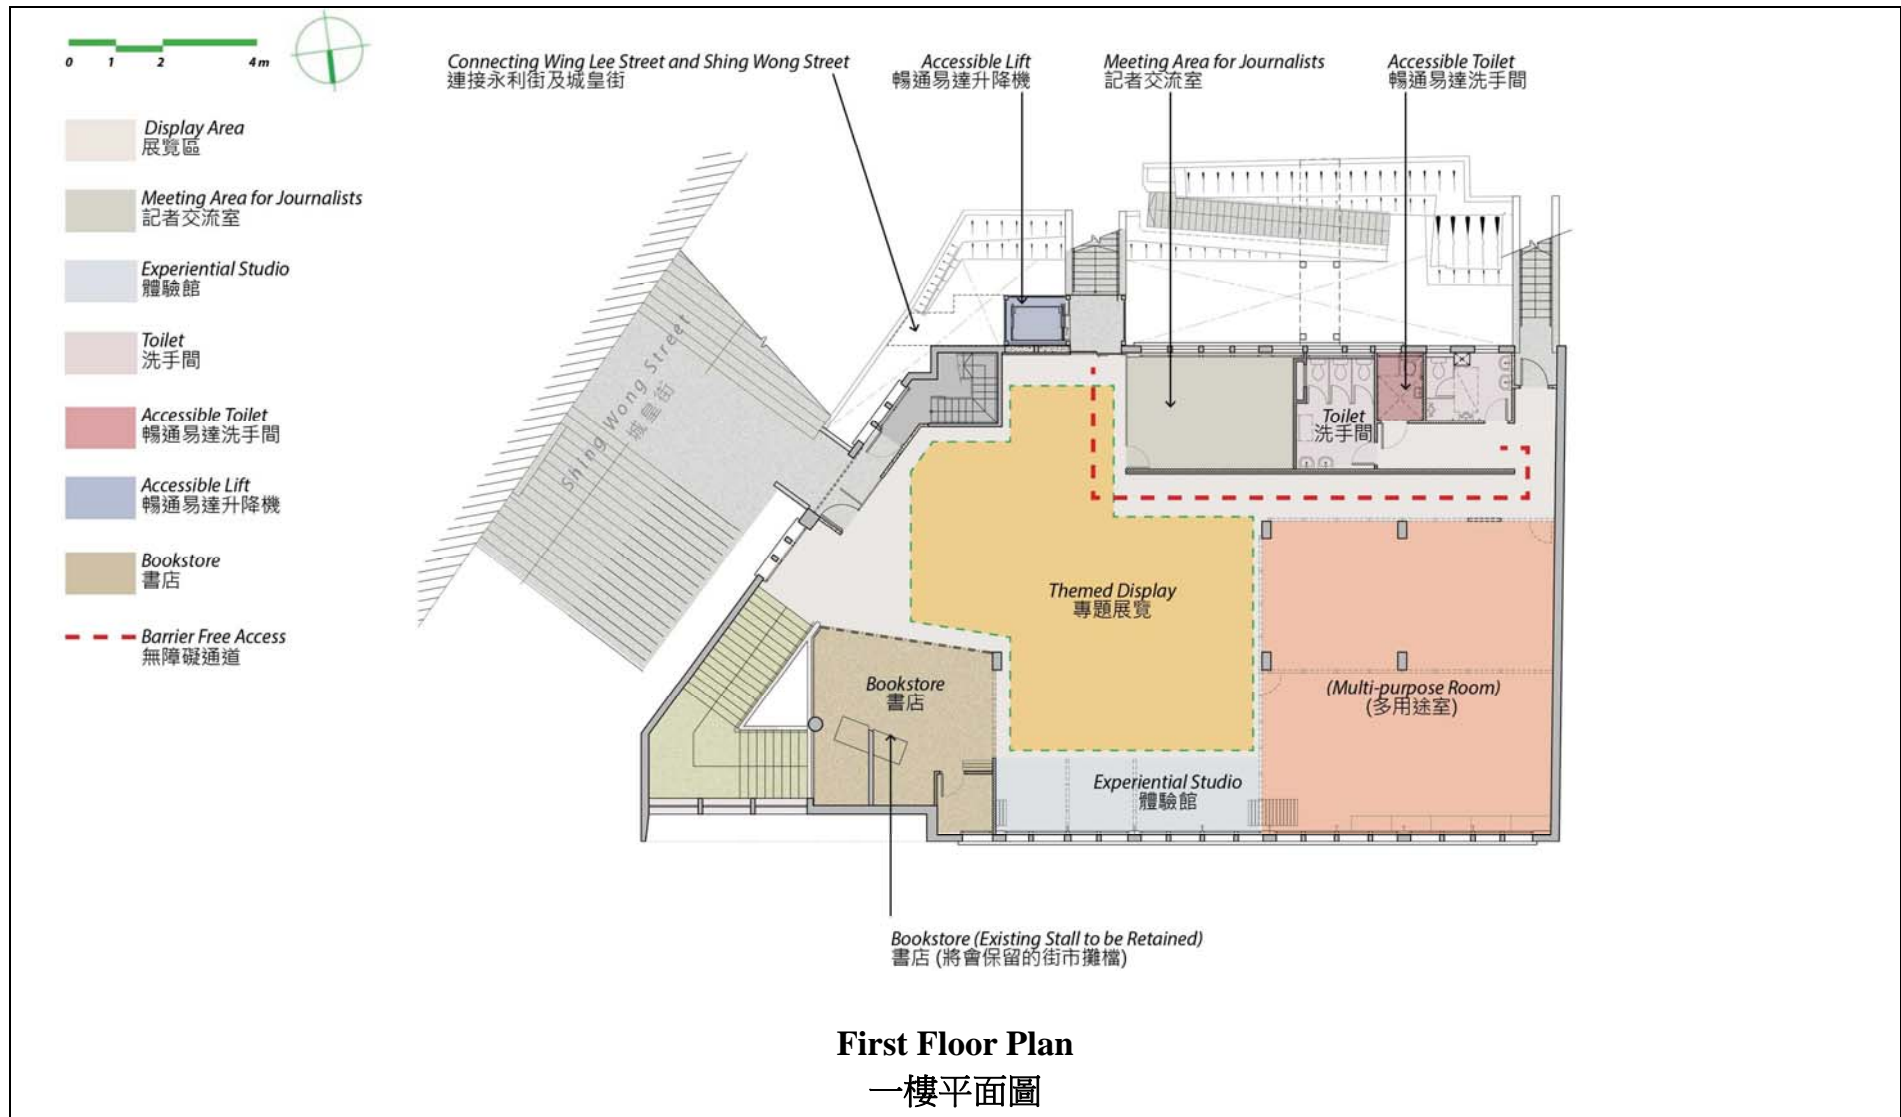 0 1 2 4 m
Connecting Wing Lee Street and Shing Wong Street
連接永利街及城皇街
Accessible Lift
暢通易達升降機
Meeting Area for Journalists
記者交流室
Accessible Toilet
暢通易達洗手間
Display Area
展覽區
Meeting Area for Journalists
記者交流室
Experiential Studio
體驗館
Toilet
洗手間
Accessible Toilet
暢通易達洗手間
Accessible Lift
暢通易達升降機
Bookstore
書店
Barrier Free Access
無障礙通道
Shing Wong Street
城皇街
Toilet
洗手間
Themed Display
專題展覽
Bookstore
書店
(Multi-purpose Room)
(多用途室)
Experiential Studio
體驗館
Bookstore (Existing Stall to be Retained)
書店 (將會保留的街市攤檔)
First Floor Plan
一樓平面圖